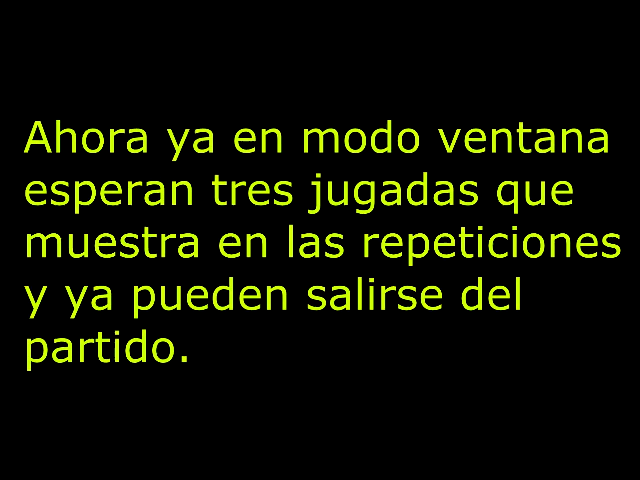 Ahora ya en modo ventana
esperan tres jugadas que
muestra en las repeticiones
y ya pueden salirse del
partido.